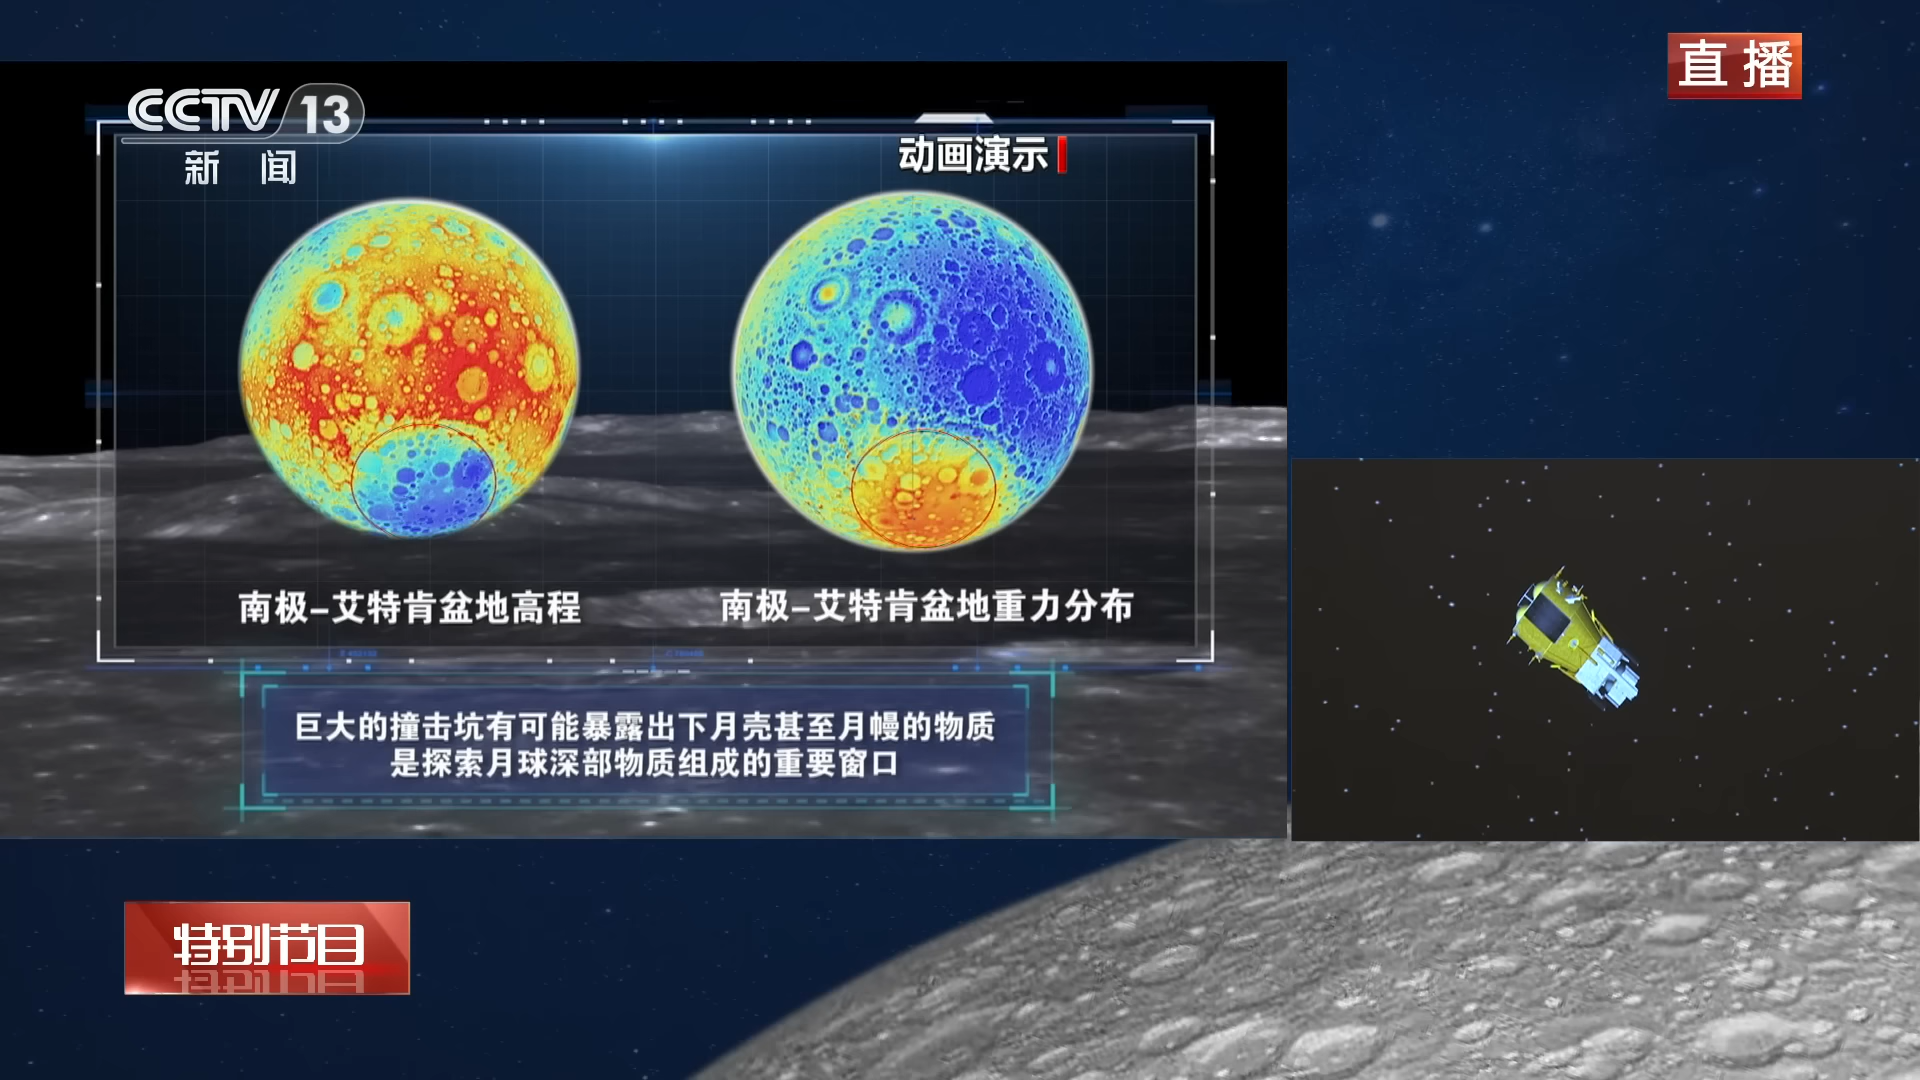 CCTV 13
新 闻
直播
动画演示
南极-艾特肯盆地高程
南极-艾特肯盆地重力分布
巨大的撞击坑有可能暴露出下月壳甚至月幔的物质
是探索月球深部物质组成的重要窗口
特别节目